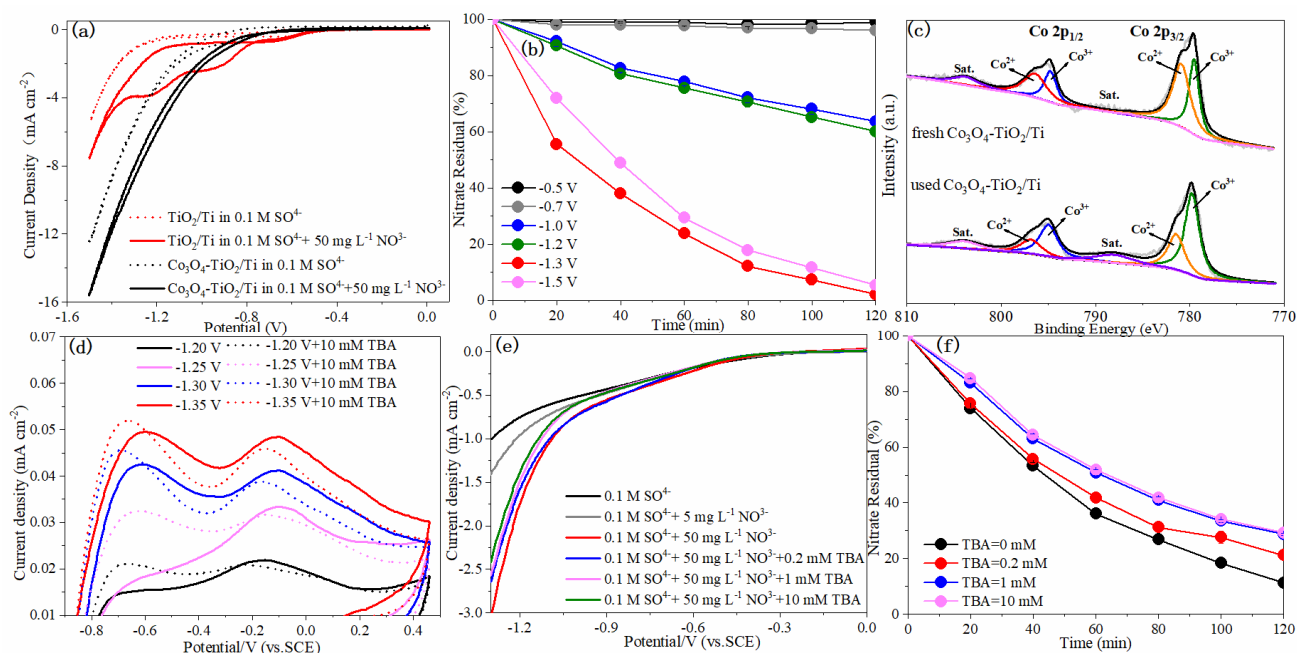 (a)
0
-4
-8
-12
-16
Current Density (mA cm⁻²)
TiO₂/Ti in 0.1 M SO⁴⁻
TiO₂/Ti in 0.1 M SO⁴⁻+ 50 mg L⁻¹ NO³⁻
Co₃O₄-TiO₂/Ti in 0.1 M SO⁴⁻
Co₃O₄-TiO₂/Ti in 0.1 M SO⁴⁻+50 mg L⁻¹ NO³⁻
-1.6 -1.2 -0.8 -0.4 0.0
Potential (V)
(b)
100
80
60
40
20
0
Nitrate Residual (%)
-0.5 V
-0.7 V
-1.0 V
-1.2 V
-1.3 V
-1.5 V
0 20 40 60 80 100 120
Time (min)
(c)
Co 2p₁/₂ Co 2p₃/₂
Co³⁺
Co²⁺
Sat.
Co²⁺
Co³⁺
Sat.
fresh Co₃O₄-TiO₂/Ti
used Co₃O₄-TiO₂/Ti
Co³⁺
Co²⁺
Co³⁺
Co²⁺
Sat.
Sat.
Intensity (a.u.)
810 800 790 780 770
Binding Energy (eV)
(d)
0.07
0.06
0.05
0.04
0.03
0.02
0.01
Current density (mA cm⁻²)
-1.20 V -1.20 V+10 mM TBA
-1.25 V -1.25 V+10 mM TBA
-1.30 V -1.30 V+10 mM TBA
-1.35 V -1.35 V+10 mM TBA
-0.8 -0.6 -0.4 -0.2 0.0 0.2 0.4
Potential/V (vs.SCE)
(e)
0.0
-0.5
-1.0
-1.5
-2.0
-2.5
-3.0
Current density (mA cm⁻²)
0.1 M SO⁴⁻
0.1 M SO⁴⁻+ 5 mg L⁻¹ NO³⁻
0.1 M SO⁴⁻+ 50 mg L⁻¹ NO³⁻
0.1 M SO⁴⁻+ 50 mg L⁻¹ NO³⁻+0.2 mM TBA
0.1 M SO⁴⁻+ 50 mg L⁻¹ NO³⁻+1 mM TBA
0.1 M SO⁴⁻+ 50 mg L⁻¹ NO³⁻+10 mM TBA
-1.2 -0.9 -0.6 -0.3 0.0
Potential/V (vs.SCE)
(f)
100
80
60
40
20
0
Nitrate Residual (%)
TBA=0 mM
TBA=0.2 mM
TBA=1 mM
TBA=10 mM
0 20 40 60 80 100 120
Time (min)